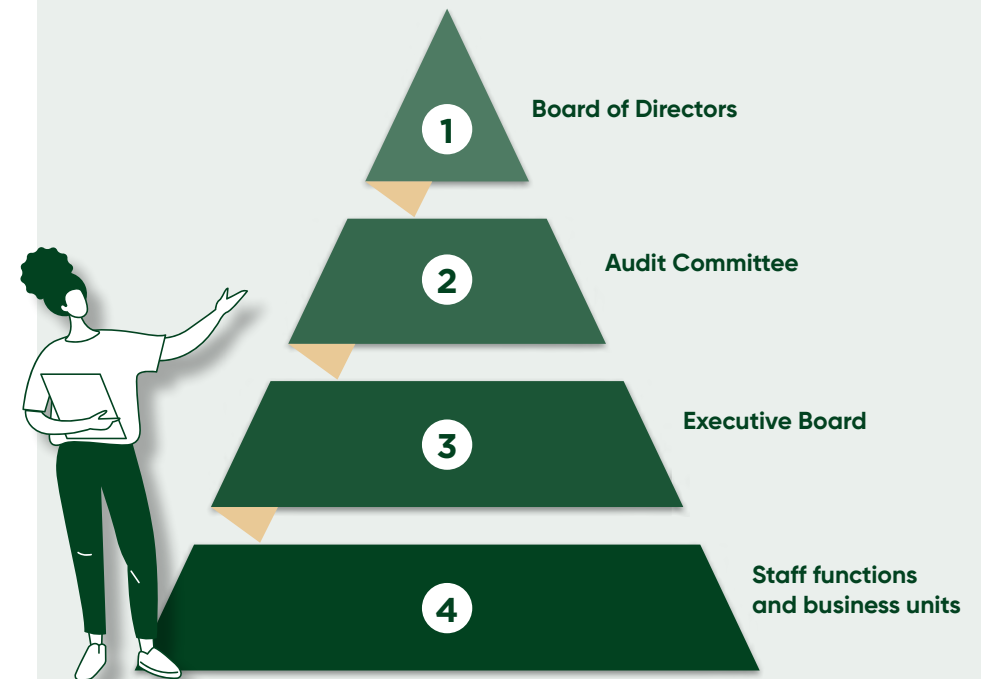 1
Board of Directors
2
Audit Committee
3
Executive Board
4
Staff functions
and business units